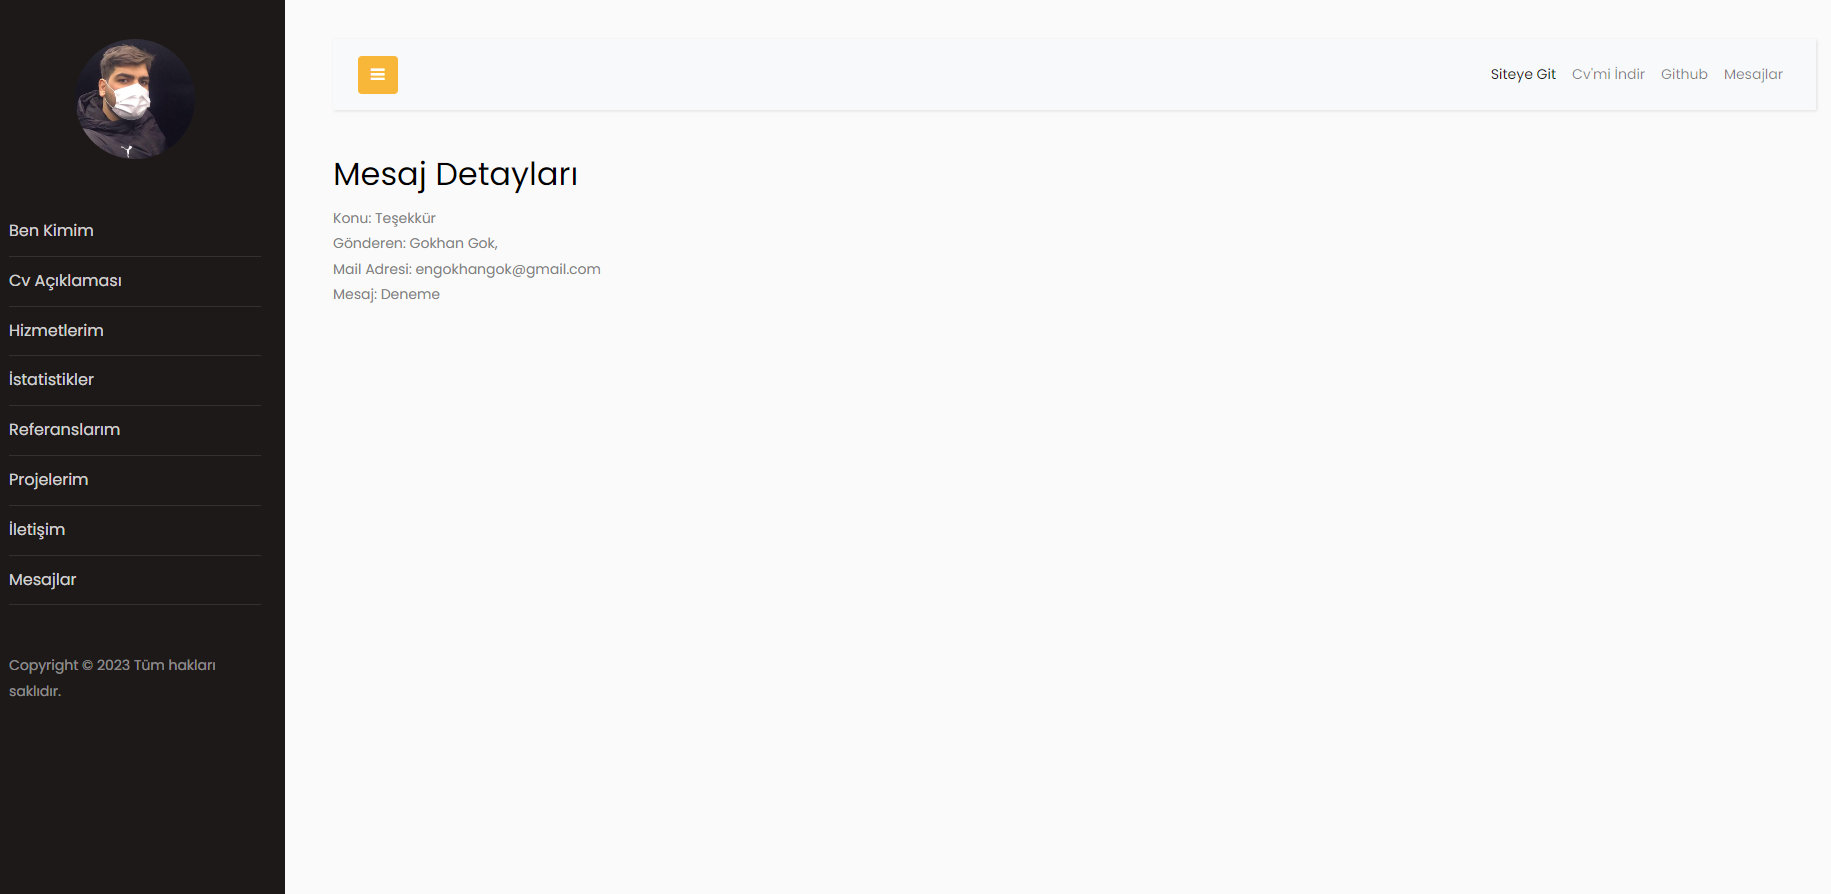 Siteye Git Cv'mi İndir Github Mesajlar
Ben Kimim
Cv Açıklaması
Hizmetlerim
İstatistikler
Referanslarım
Projelerim
İletişim
Mesajlar
Copyright © 2023 Tüm hakları
saklıdır.
Mesaj Detayları
Konu: Teşekkür
Gönderen: Gokhan Gok,
Mail Adresi: engokhangok@gmail.com
Mesaj: Deneme